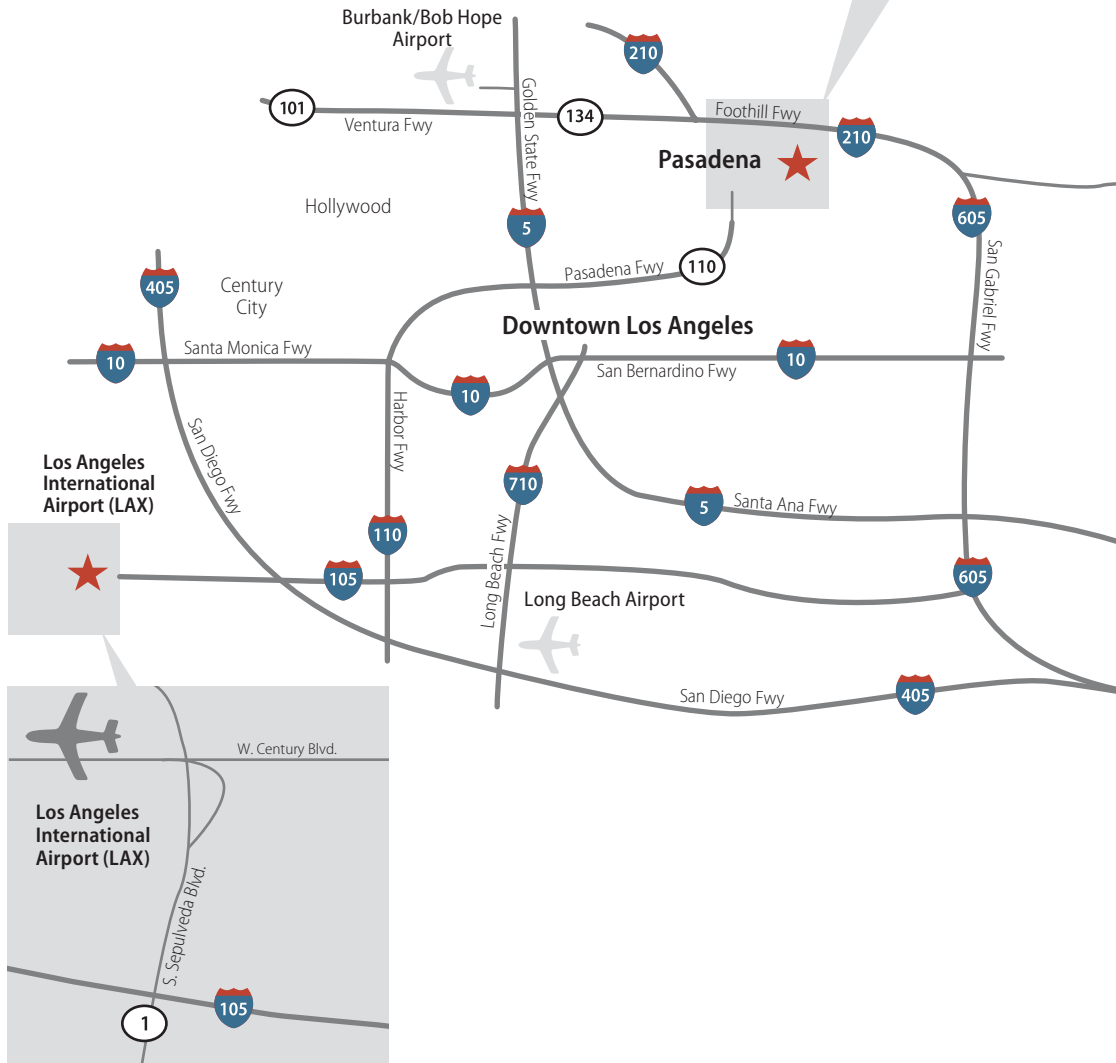 Burbank/Bob Hope
Airport
210
Golden State Fwy
101
134
Foothill Fwy
Ventura Fwy
210
Pasadena
Hollywood
605
5
San Gabriel Fwy
Pasadena Fwy
110
405
Century
City
Downtown Los Angeles
Santa Monica Fwy
10
10
San Bernardino Fwy
10
Harbor Fwy
San Diego Fwy
Los Angeles
International
Airport (LAX)
710
5
Santa Ana Fwy
110
Long Beach Fwy
105
605
Long Beach Airport
San Diego Fwy
405
W. Century Blvd.
Los Angeles
International
Airport (LAX)
S. Sepulveda Blvd.
105
1